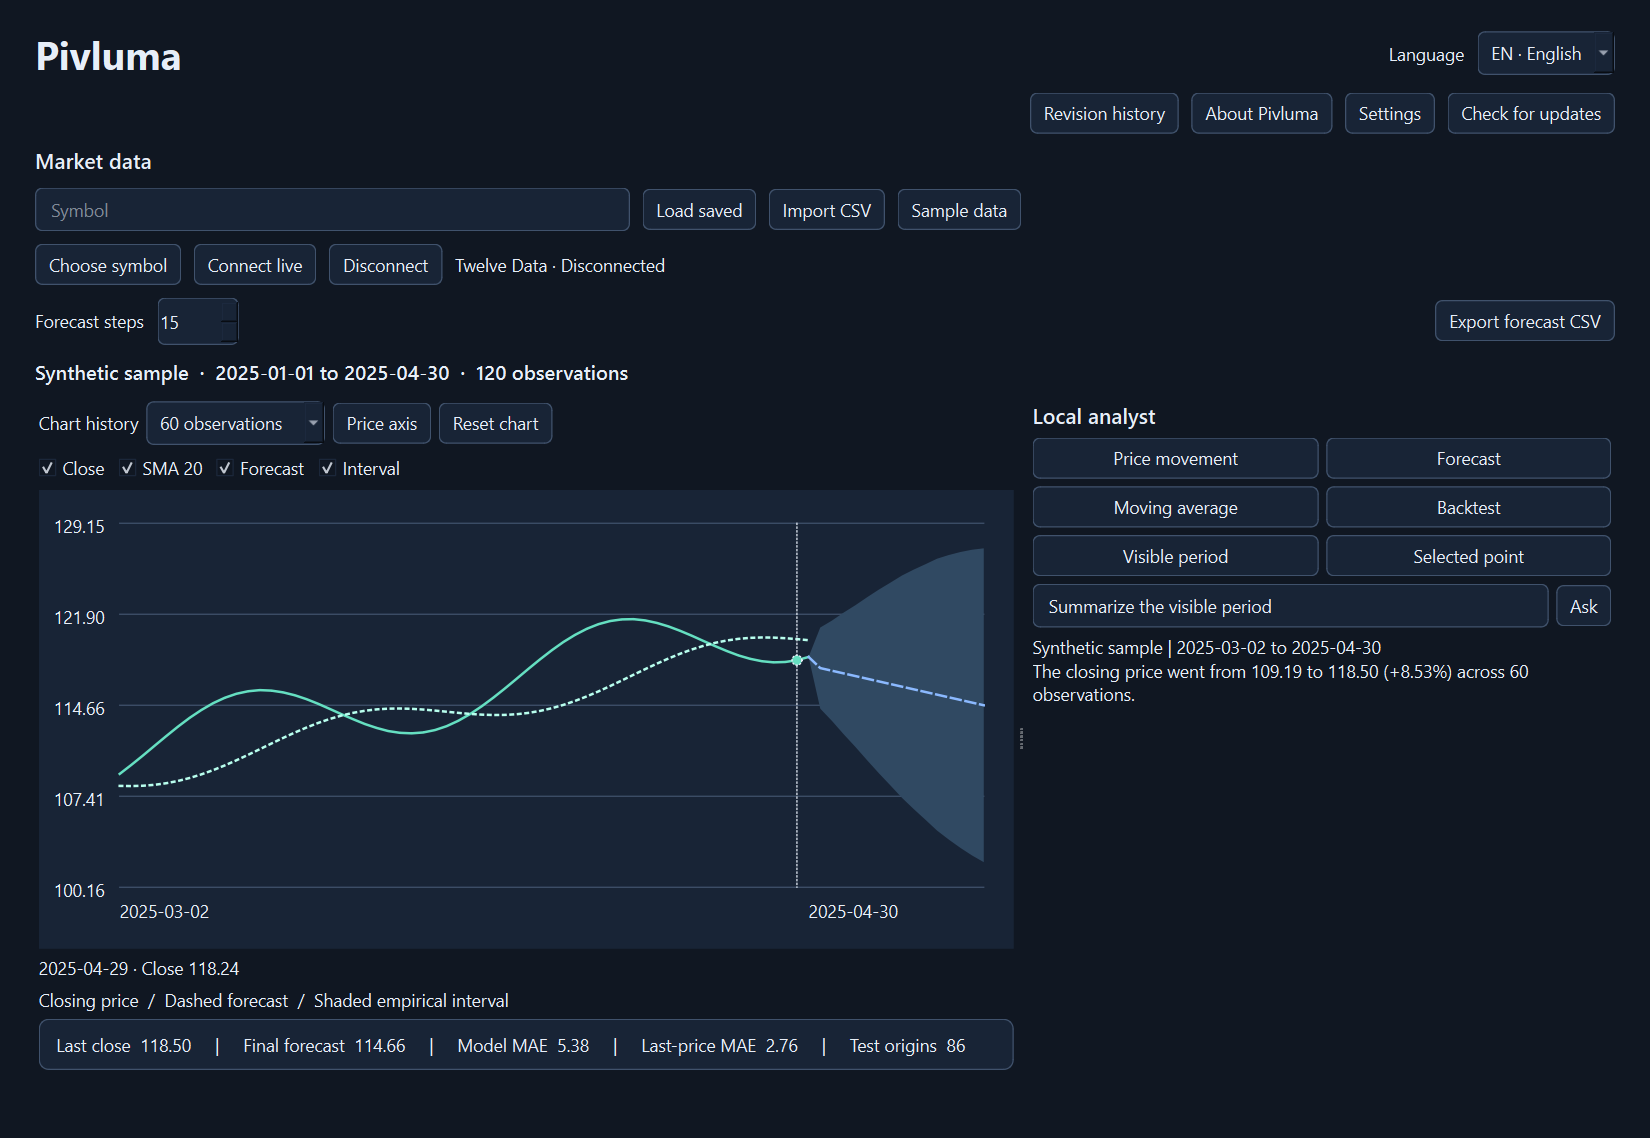 Pivluma
Language EN · English
Revision history About Pivluma Settings Check for updates
Market data
Symbol Load saved Import CSV Sample data
Choose symbol Connect live Disconnect Twelve Data · Disconnected
Forecast steps 15 Export forecast CSV
Synthetic sample · 2025-01-01 to 2025-04-30 · 120 observations
Chart history 60 observations Price axis Reset chart
Close SMA 20 Forecast Interval
129.15
121.90
114.66
107.41
100.16
2025-03-02 2025-04-30
2025-04-29 · Close 118.24
Closing price / Dashed forecast / Shaded empirical interval
Last close 118.50 | Final forecast 114.66 | Model MAE 5.38 | Last-price MAE 2.76 | Test origins 86
Local analyst
Price movement Forecast
Moving average Backtest
Visible period Selected point
Summarize the visible period Ask
Synthetic sample | 2025-03-02 to 2025-04-30
The closing price went from 109.19 to 118.50 (+8.53%) across 60
observations.